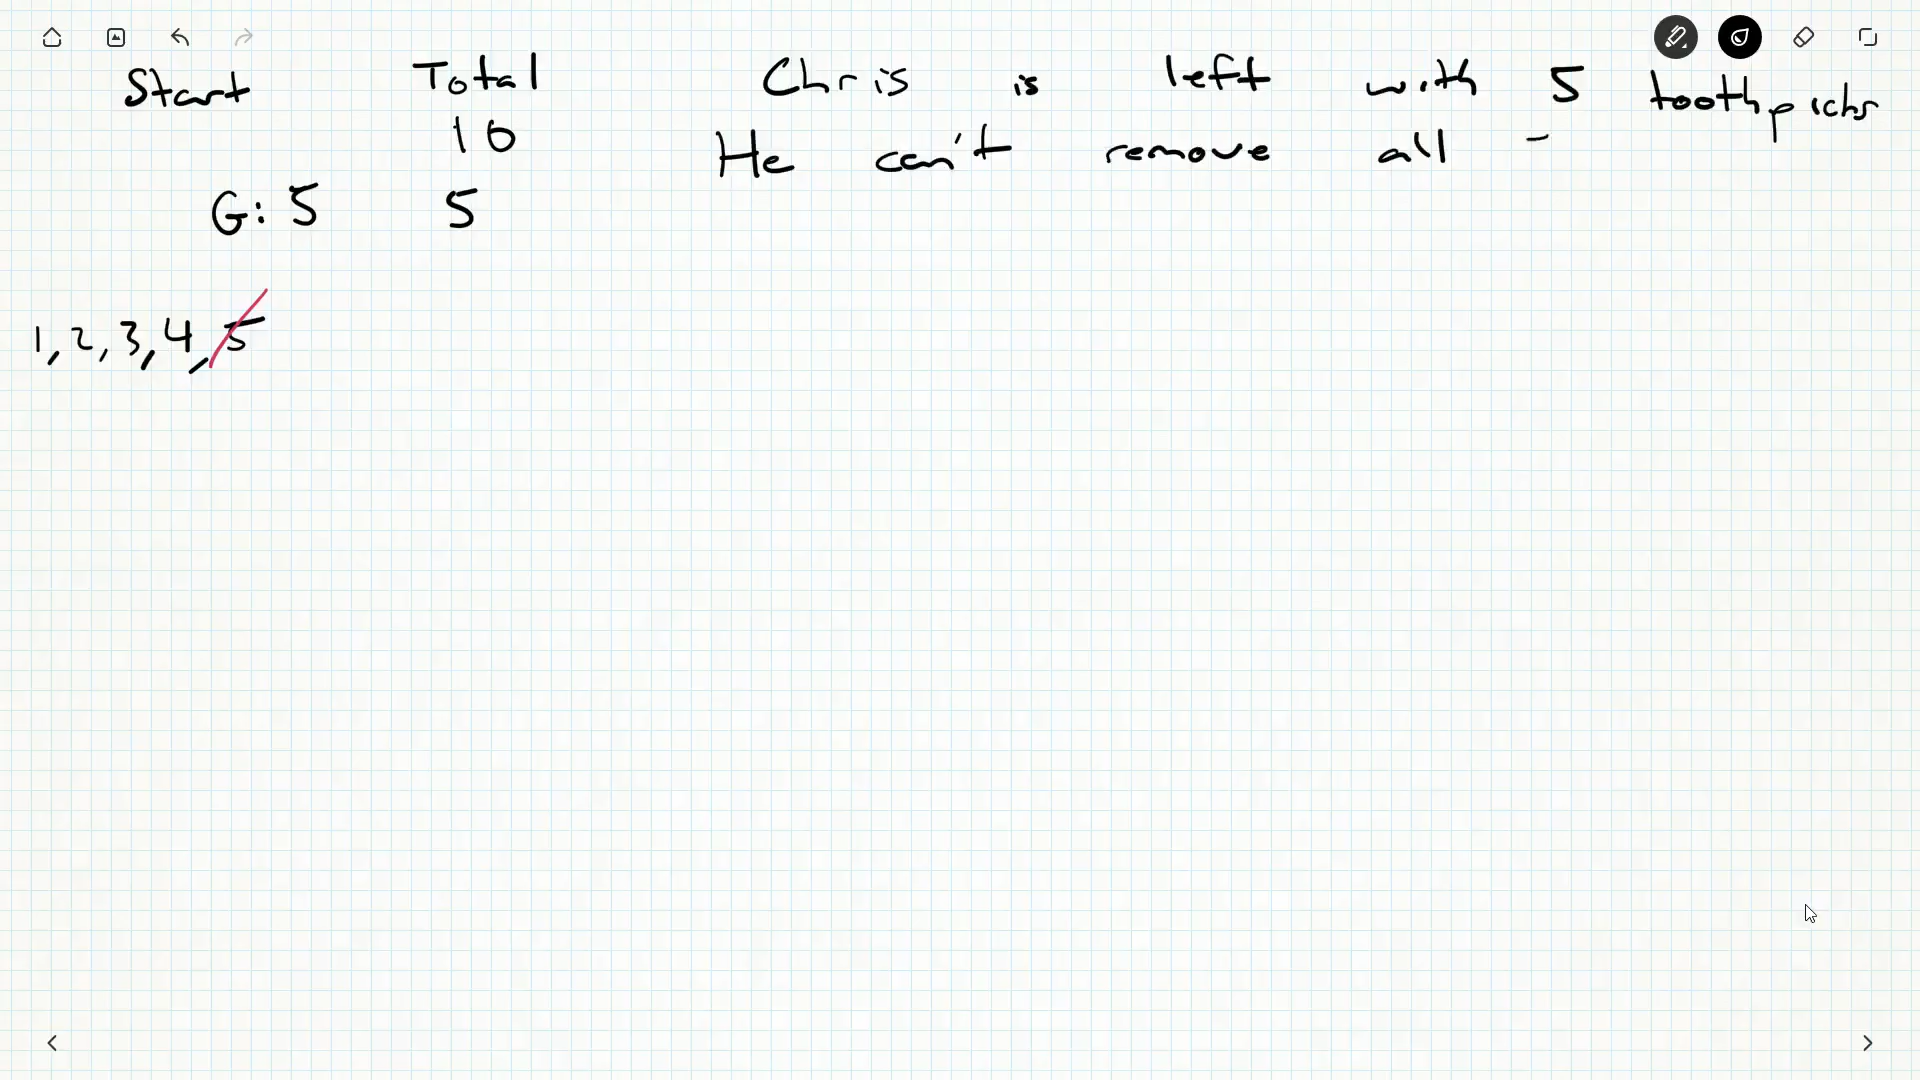 Start Total Chris is left with 5 toothpicks
10 He can't remove all
G: 5 5
1, 2, 3, 4, 5